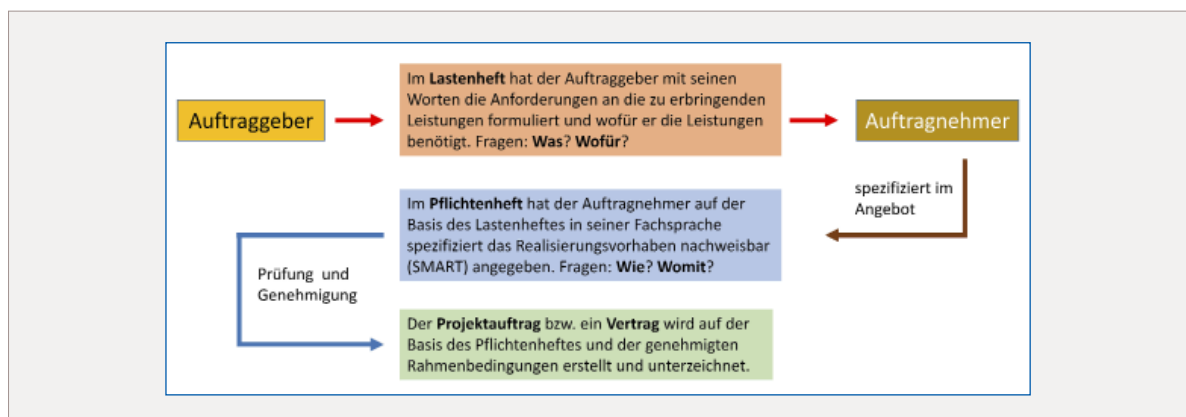 Auftraggeber
Im Lastenheft hat der Auftraggeber mit seinen
Worten die Anforderungen an die zu erbringenden
Leistungen formuliert und wofür er die Leistungen
benötigt. Fragen: Was? Wofür?
Auftragnehmer
spezifiziert im
Angebot
Im Pflichtenheft hat der Auftragnehmer auf der
Basis des Lastenheftes in seiner Fachsprache
spezifiziert das Realisierungsvorhaben nachweisbar
(SMART) angegeben. Fragen: Wie? Womit?
Prüfung und
Genehmigung
Der Projektauftrag bzw. ein Vertrag wird auf der
Basis des Pflichtenheftes und der genehmigten
Rahmenbedingungen erstellt und unterzeichnet.